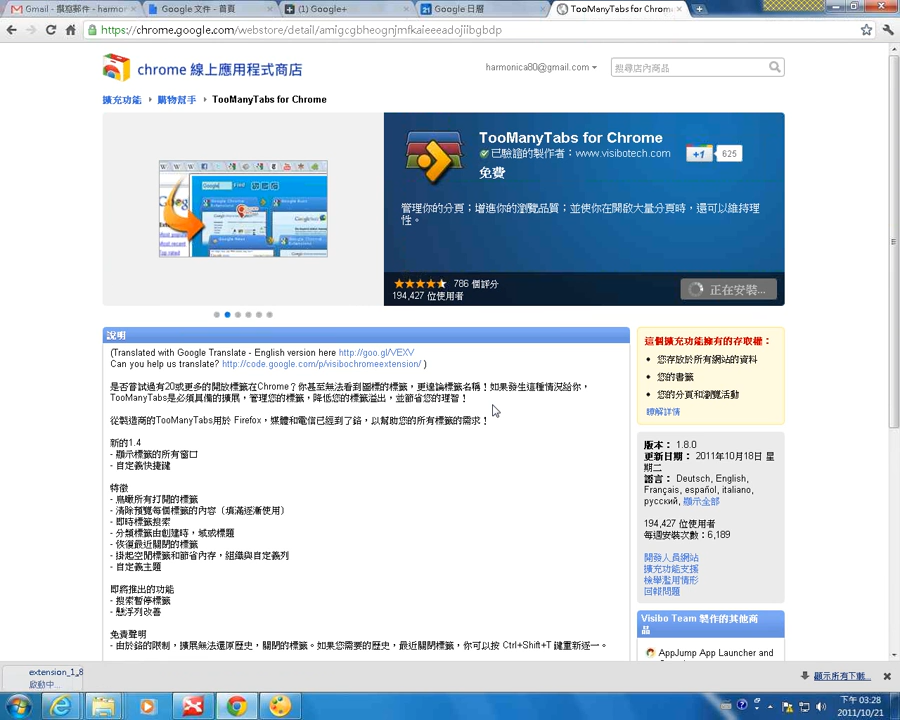 Gmail - 撰寫郵件 - harmor
Google 文件 - 首頁
(1) Google+
Google 日曆
TooManyTabs for Chrom
https://chrome.google.com/webstore/detail/amigcgbheognjmfkaieeeadojiibgbdp
chrome 線上應用程式商店
harmonica80@gmail.com
搜尋店內商品
擴充功能 › 購物幫手 › TooManyTabs for Chrome
TooManyTabs for Chrome
已驗證的製作者：www.visibotech.com
+1 625
免費
管理你的分頁；增進你的瀏覽品質；並使你在開啟大量分頁時，還可以維持理
性。
786 個評分
194,427 位使用者
正在安裝...
說明
(Translated with Google Translate - English version here http://goo.gl/VEXV
Can you help us translate? http://code.google.com/p/visibochromeextension/ )
是否嘗試過有20或更多的開放標籤在Chrome？你甚至無法看到圖標的標籤，更遑論標籤名稱！如果發生這種情況給你，
TooManyTabs是必須具備的擴展，管理您的標籤，降低您的標籤溢出，並節省您的理智！
從製造商的TooManyTabs用於 Firefox，媒體和電信已經到了鉻，以幫助您的所有標籤的需求！
新的1.4
- 顯示標籤的所有窗口
- 自定義快捷鍵
特徵
- 鳥瞰所有打開的標籤
- 清除預覽每個標籤的內容（填滿逐漸使用）
- 即時標籤搜索
- 分類標籤由創建時，域或標題
- 恢復最近關閉的標籤
- 掛起空閒標籤和節省內存，組織與自定義列
- 自定義主題
即將推出的功能
- 搜索暫停標籤
- 懸浮列改善
免責聲明
- 由於鉻的限制，擴展無法還原歷史，關閉的標籤。如果您需要的歷史，最近關閉標籤，你可以按 Ctrl+Shift+T 鍵重新逐一。
這個擴充功能擁有的存取權：
• 您存放於所有網站的資料
• 您的書籤
• 您的分頁和瀏覽活動
瞭解詳情
版本： 1.8.0
更新日期： 2011年10月18日 星
期二
語言： Deutsch, English,
Français, español, italiano,
русский, 顯示全部
194,427 位使用者
每週安裝次數：6,189
開發人員網站
擴充功能支援
檢舉濫用情形
回報問題
Visibo Team 製作的其他商
品
AppJump App Launcher and
extension_1_8
啟動中...
顯示所有下載...
下午 03:28
2011/10/21